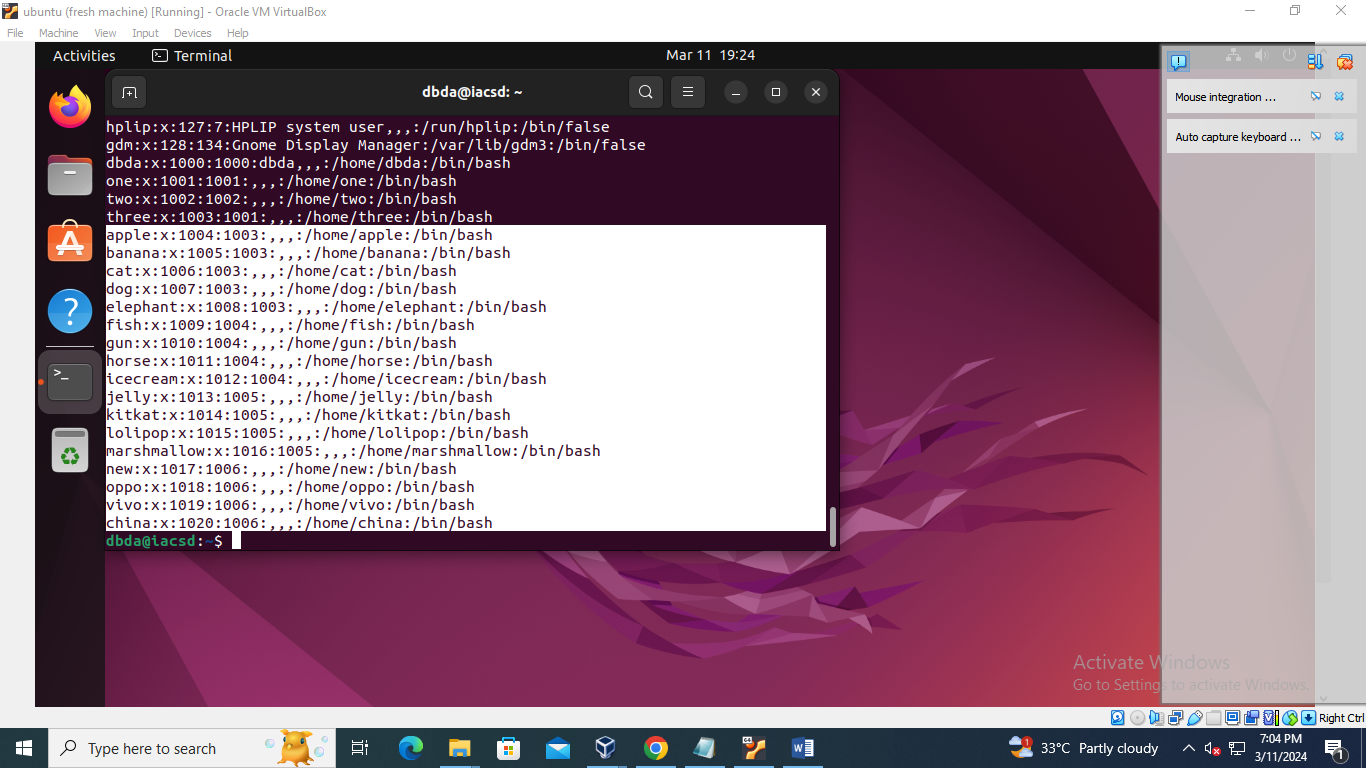 ubuntu (fresh machine) [Running] - Oracle VM VirtualBox
File Machine View Input Devices Help
Activities Terminal Mar 11 19:24
dbda@iacsd: ~
Mouse integration ...
Auto capture keyboard ...
hplip:x:127:7:HPLIP system user,,,:/run/hplip:/bin/false
gdm:x:128:134:Gnome Display Manager:/var/lib/gdm3:/bin/false
dbda:x:1000:1000:dbda,,,:/home/dbda:/bin/bash
one:x:1001:1001:,,,:/home/one:/bin/bash
two:x:1002:1002:,,,:/home/two:/bin/bash
three:x:1003:1001:,,,:/home/three:/bin/bash
apple:x:1004:1003:,,,:/home/apple:/bin/bash
banana:x:1005:1003:,,,:/home/banana:/bin/bash
cat:x:1006:1003:,,,:/home/cat:/bin/bash
dog:x:1007:1003:,,,:/home/dog:/bin/bash
elephant:x:1008:1003:,,,:/home/elephant:/bin/bash
fish:x:1009:1004:,,,:/home/fish:/bin/bash
gun:x:1010:1004:,,,:/home/gun:/bin/bash
horse:x:1011:1004:,,,:/home/horse:/bin/bash
icecream:x:1012:1004:,,,:/home/icecream:/bin/bash
jelly:x:1013:1005:,,,:/home/jelly:/bin/bash
kitkat:x:1014:1005:,,,:/home/kitkat:/bin/bash
lolipop:x:1015:1005:,,,:/home/lolipop:/bin/bash
marshmallow:x:1016:1005:,,,:/home/marshmallow:/bin/bash
new:x:1017:1006:,,,:/home/new:/bin/bash
oppo:x:1018:1006:,,,:/home/oppo:/bin/bash
vivo:x:1019:1006:,,,:/home/vivo:/bin/bash
china:x:1020:1006:,,,:/home/china:/bin/bash
dbda@iacsd:~$
Activate Windows
Go to Settings to activate Windows.
Right Ctrl
Type here to search
1
33°C Partly cloudy
7:04 PM
3/11/2024
1